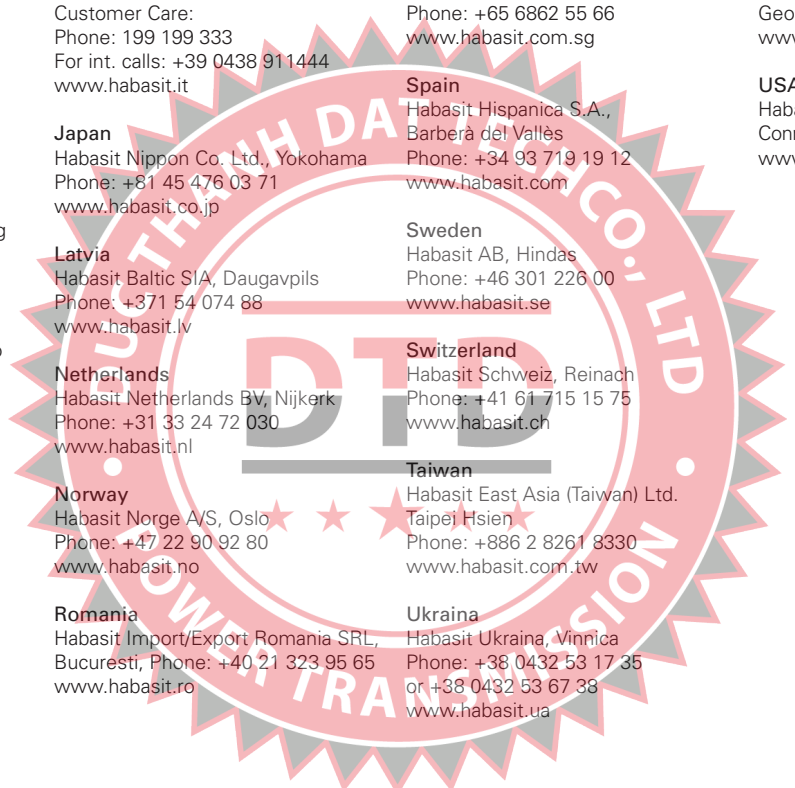 Customer Care:
Phone: 199 199 333
For int. calls: +39 0438 911444
www.habasit.it
Japan
Habasit Nippon Co. Ltd., Yokohama
Phone: +81 45 476 03 71
www.habasit.co.jp
Latvia
Habasit Baltic SIA, Daugavpils
Phone: +371 54 074 88
www.habasit.lv
Netherlands
Habasit Netherlands BV, Nijkerk
Phone: +31 33 24 72 030
www.habasit.nl
Norway
Habasit Norge A/S, Oslo
Phone: +47 22 90 92 80
www.habasit.no
Romania
Habasit Import/Export Romania SRL,
Bucuresti, Phone: +40 21 323 95 65
www.habasit.ro
Phone: +65 6862 55 66
www.habasit.com.sg
Spain
Habasit Hispanica S.A.,
Barberà del Vallès
Phone: +34 93 719 19 12
www.habasit.com
Sweden
Habasit AB, Hindas
Phone: +46 301 226 00
www.habasit.se
Switzerland
Habasit Schweiz, Reinach
Phone: +41 61 715 15 75
www.habasit.ch
Taiwan
Habasit East Asia (Taiwan) Ltd.
Taipei Hsien
Phone: +886 2 8261 8330
www.habasit.com.tw
Ukraina
Habasit Ukraina, Vinnica
Phone: +38 0432 53 17 35
or +38 0432 53 67 38
www.habasit.ua
USA
DUC THANH DAT TECHCO., LTD
DTD
POWER TRANSMISSION